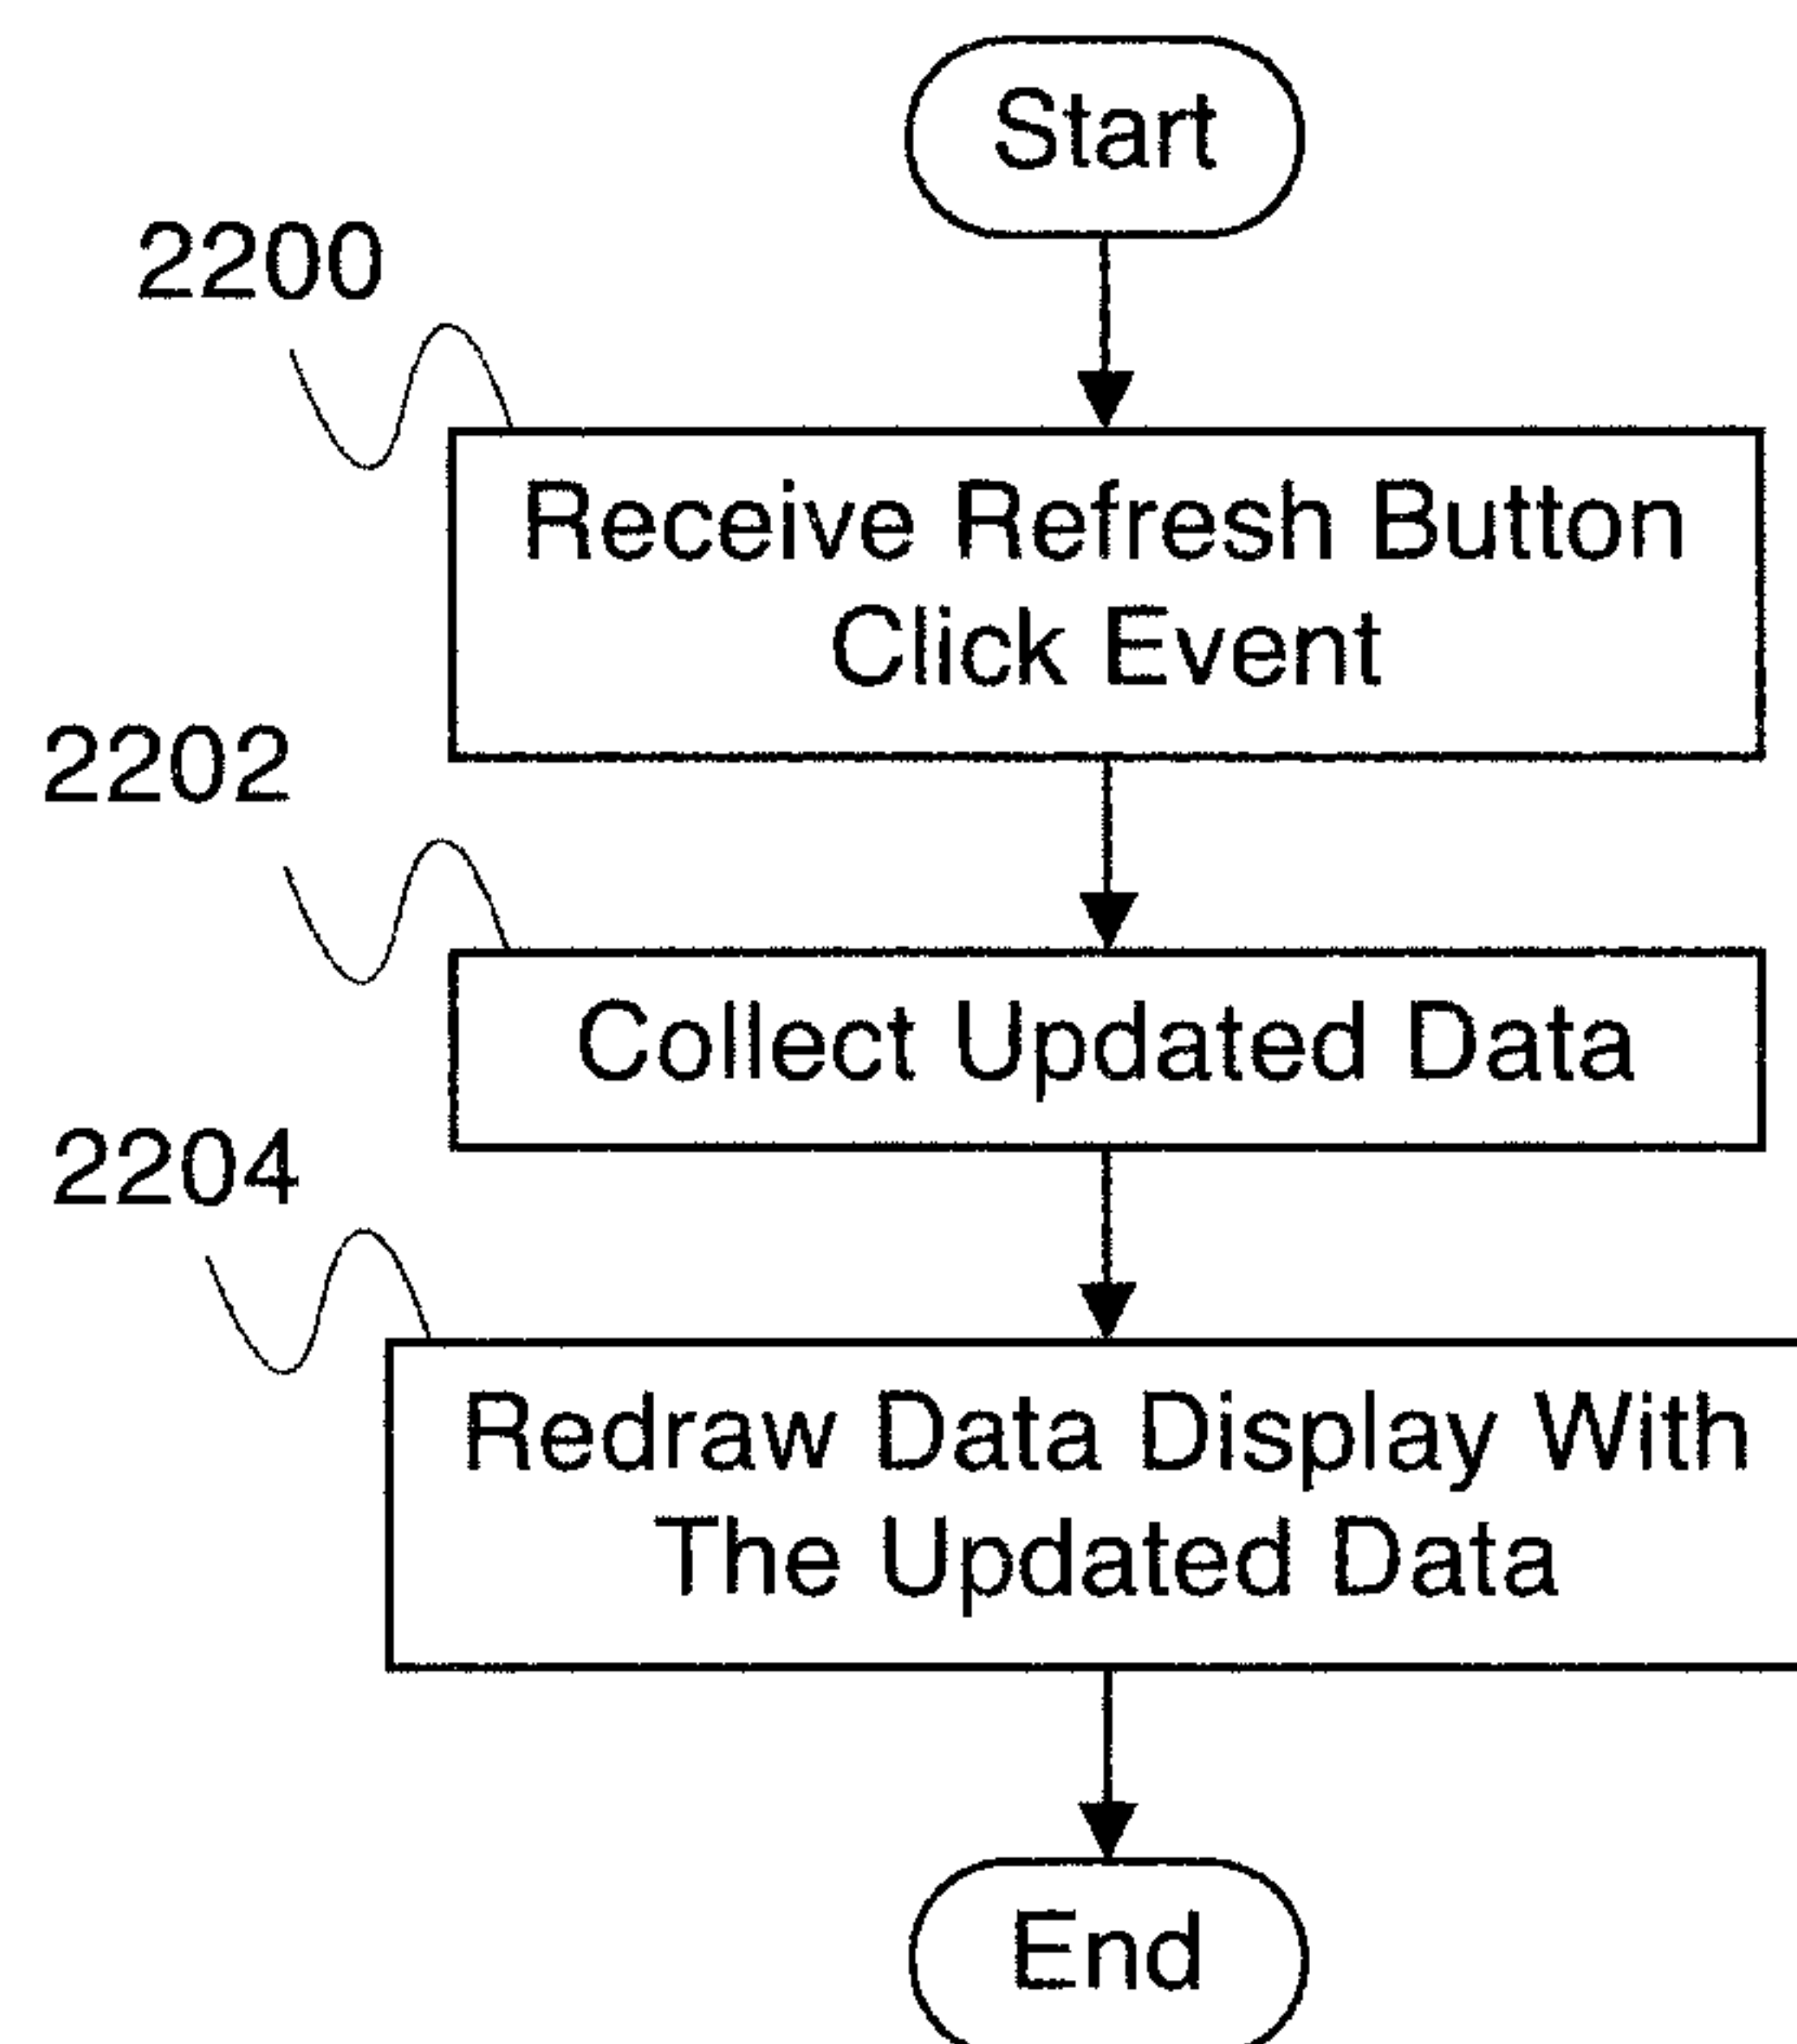 Start
2200
Receive Refresh Button
Click Event
2202
Collect Updated Data
2204
Redraw Data Display With
The Updated Data
End